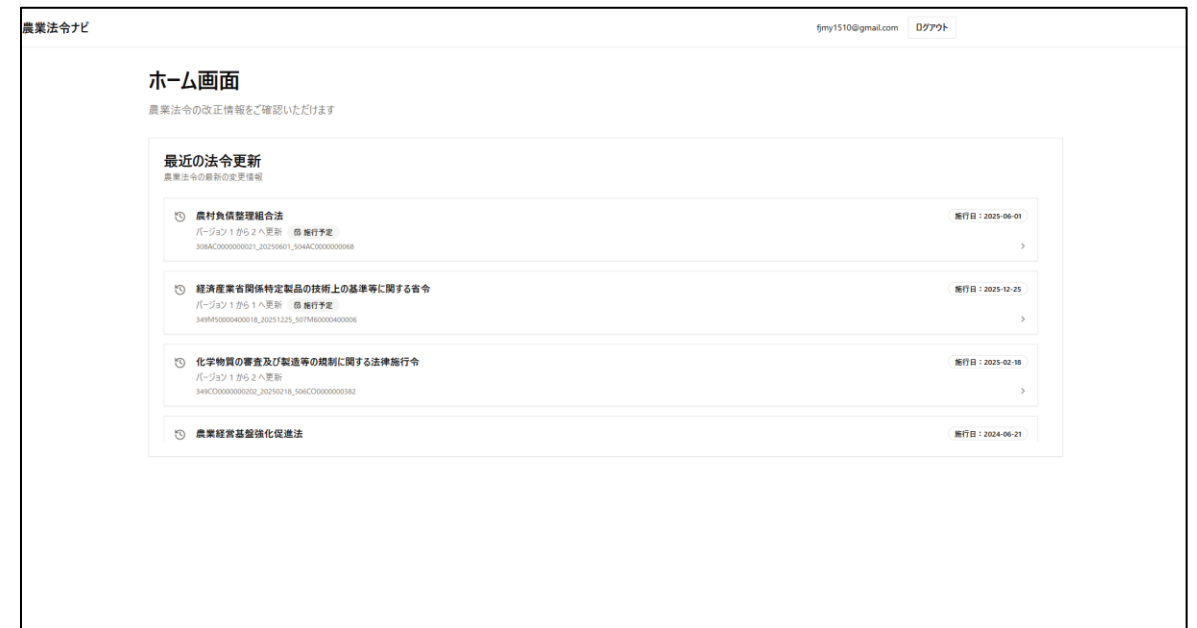 農業法令ナビ
fjmy1510@gmail.com ログアウト
ホーム画面
農業法令の改正情報をご確認いただけます
最近の法令更新
農業法令の最新の変更情報
農村負債整理組合法 施行日：2025-06-01
バージョン 1 から 2 へ更新 施行予定
308AC0000000021_20250601_504AC0000000068
経済産業省関係特定製品の技術上の基準等に関する省令 施行日：2025-12-25
バージョン 1 から 1 へ更新 施行予定
349M50000400018_20251225_507M60000400006
化学物質の審査及び製造等の規制に関する法律施行令 施行日：2025-02-18
バージョン 1 から 2 へ更新
349CO0000000202_20250218_506CO0000000382
農業経営基盤強化促進法 施行日：2024-06-21